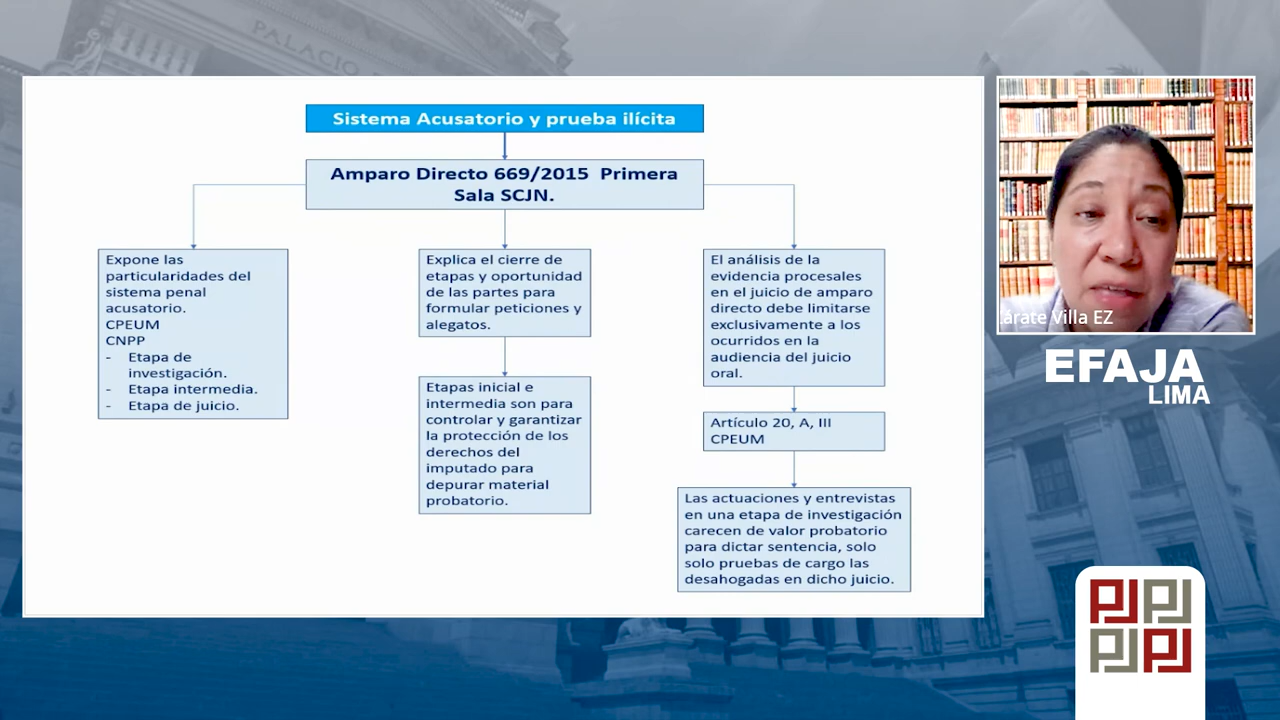 PALACIO
Sistema Acusatorio y prueba ilícita
Amparo Directo 669/2015 Primera
Sala SCJN.
Expone las
particularidades del
sistema penal
acusatorio.
CPEUM
CNPP
- Etapa de
investigación.
- Etapa intermedia.
- Etapa de juicio.
Explica el cierre de
etapas y oportunidad
de las partes para
formular peticiones y
alegatos.
Etapas inicial e
intermedia son para
controlar y garantizar
la protección de los
derechos del
imputado para
depurar material
probatorio.
El análisis de la
evidencia procesales
en el juicio de amparo
directo debe limitarse
exclusivamente a los
ocurridos en la
audiencia del juicio
oral.
Artículo 20, A, III
CPEUM
Las actuaciones y entrevistas
en una etapa de investigación
carecen de valor probatorio
para dictar sentencia, solo
solo pruebas de cargo las
desahogadas en dicho juicio.
árate Villa EZ
EFAJA
LIMA
PJ PJ
PJ PJ